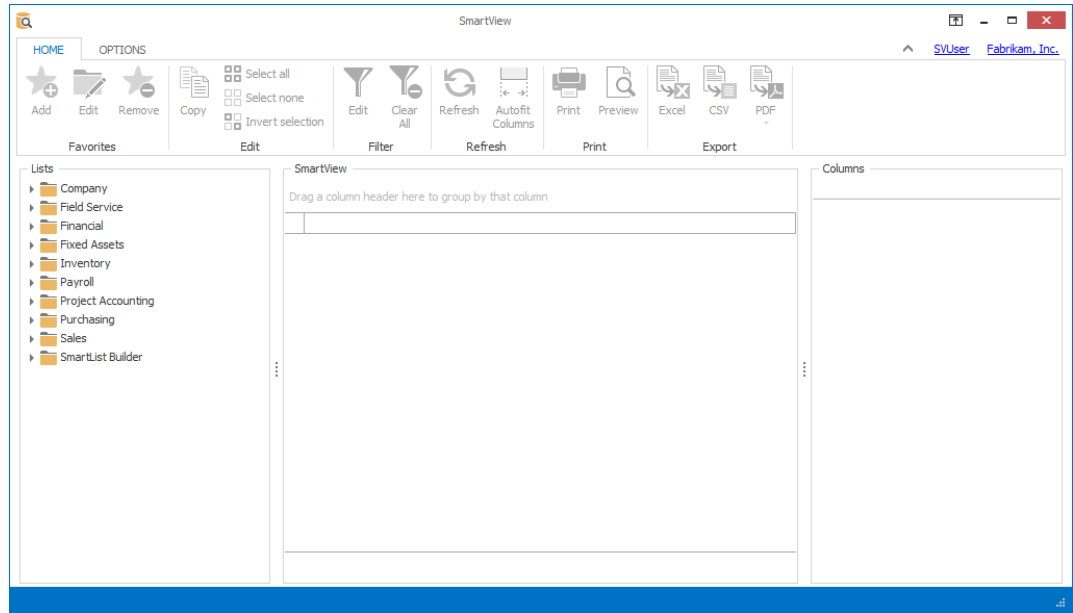 SmartView
HOME OPTIONS SVUser Fabrikam, Inc.
Add Edit Remove Copy Select all Select none Invert selection Edit Clear All Refresh Autofit Columns Print Preview Excel CSV PDF
Favorites Edit Filter Refresh Print Export
Lists
Company
Field Service
Financial
Fixed Assets
Inventory
Payroll
Project Accounting
Purchasing
Sales
SmartList Builder
SmartView
Drag a column header here to group by that column
Columns